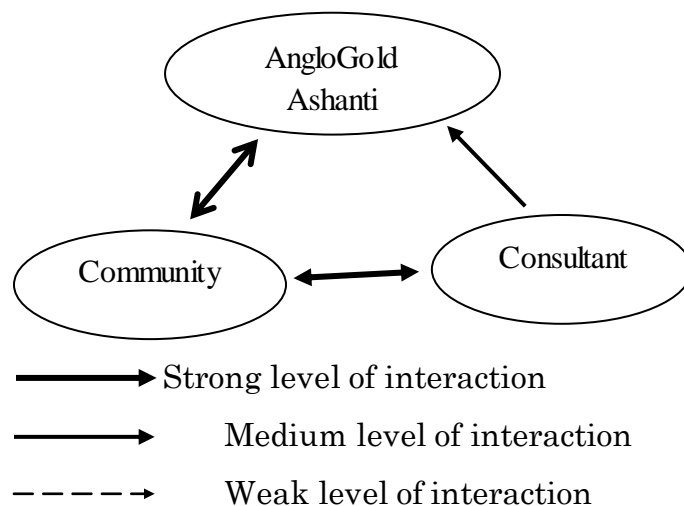 AngloGold
Ashanti
Community
Consultant
Strong level of interaction
Medium level of interaction
Weak level of interaction